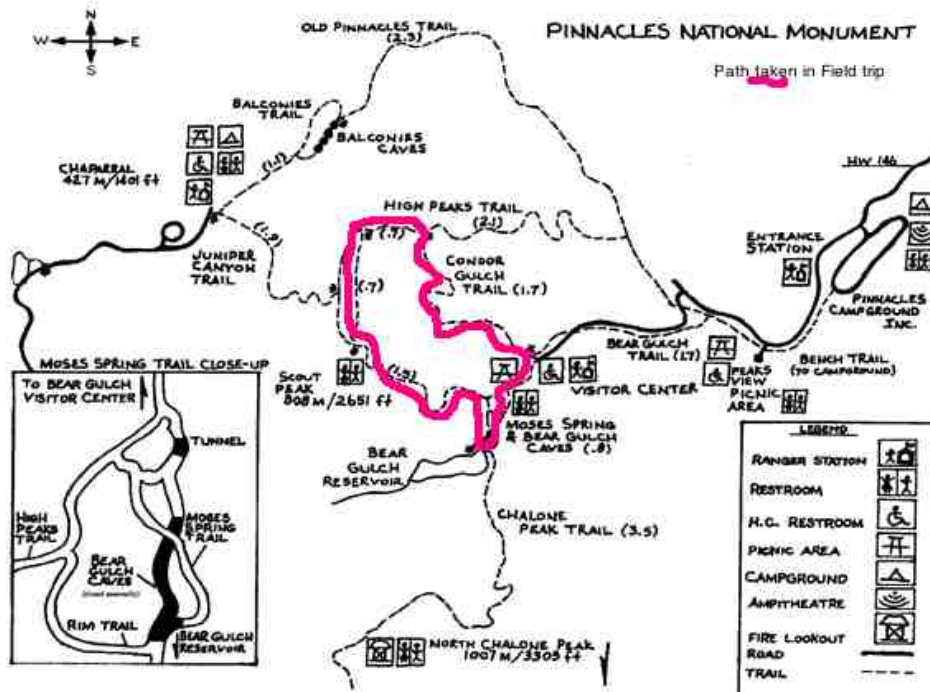 N
W E
S
PINNACLES NATIONAL MONUMENT
Path taken in Field trip
OLD PINNACLES TRAIL
(2.3)
BALCONIES
TRAIL
BALCONIES
CAVES
(1.1)
CHAPARRAL
427 M/1401 ft
HW 146
HIGH PEAKS TRAIL
(2.1)
(1.2)
JUNIPER
CANYON
TRAIL
(.7)
(.7)
CONDOR
GULCH
TRAIL (1.7)
ENTRANCE
STATION
PINNACLES
CAMPGROUND
INC.
BEAR GULCH
TRAIL (1.7)
BENCH TRAIL
(TO CAMPGROUND)
PEAKS
VIEW
PICNIC
AREA
VISITOR CENTER
SCOUT
PEAK
808 M/2651 ft
(1.5)
MOSES SPRING
& BEAR GULCH
CAVES (.8)
BEAR
GULCH
RESERVOIR
CHALONE
PEAK TRAIL (3.5)
NORTH CHALONE PEAK
1007 M/3303 ft
MOSES SPRING TRAIL CLOSE-UP
TO BEAR GULCH
VISITOR CENTER
TUNNEL
HIGH
PEAKS
TRAIL
MOSES
SPRING
TRAIL
BEAR
GULCH
CAVES
RIM TRAIL
BEAR GULCH
RESERVOIR
LEGEND
RANGER STATION
RESTROOM
H.C. RESTROOM
PICNIC AREA
CAMPGROUND
AMPITHEATRE
FIRE LOOKOUT
ROAD
TRAIL